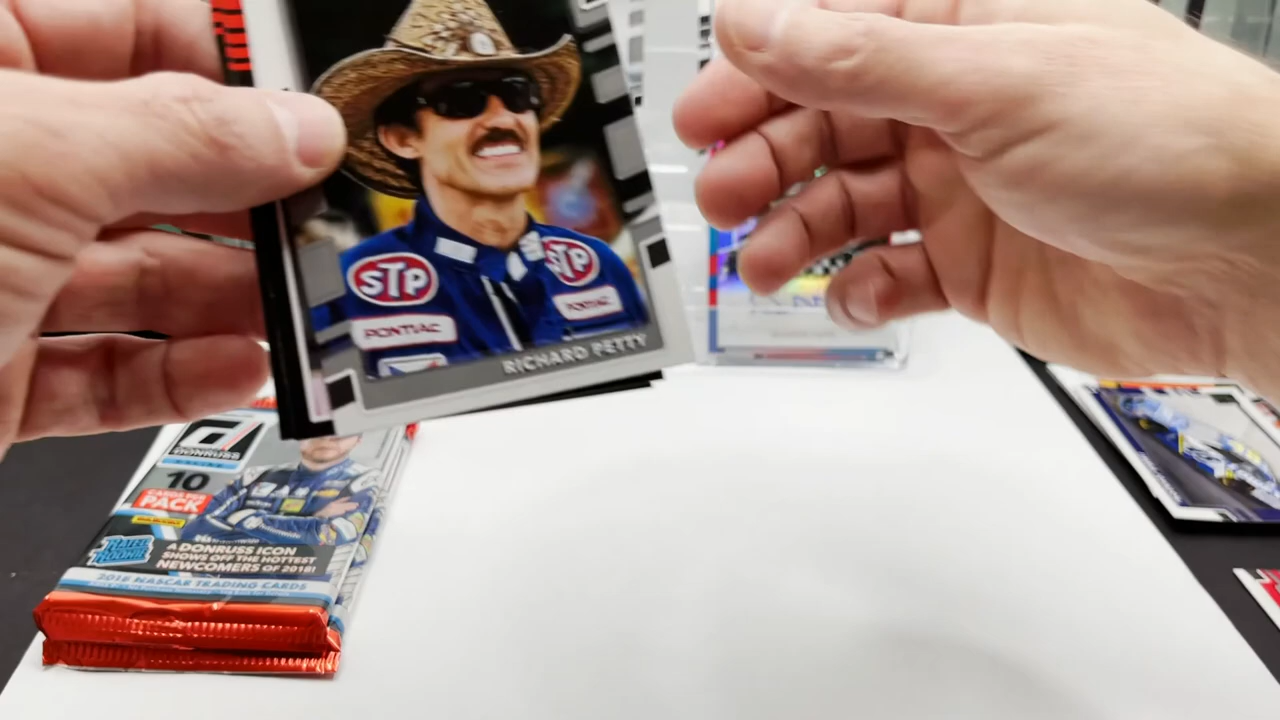 STP
STP
PONTIAC
PONTIAC
RICHARD PETTY
DONRUSS
RACING
10
CARDS PER
PACK
RATED
ROOKIE
A DONRUSS ICON
SHOWS OFF THE HOTTEST
NEWCOMERS OF 2018!
2018 NASCAR TRADING CARDS